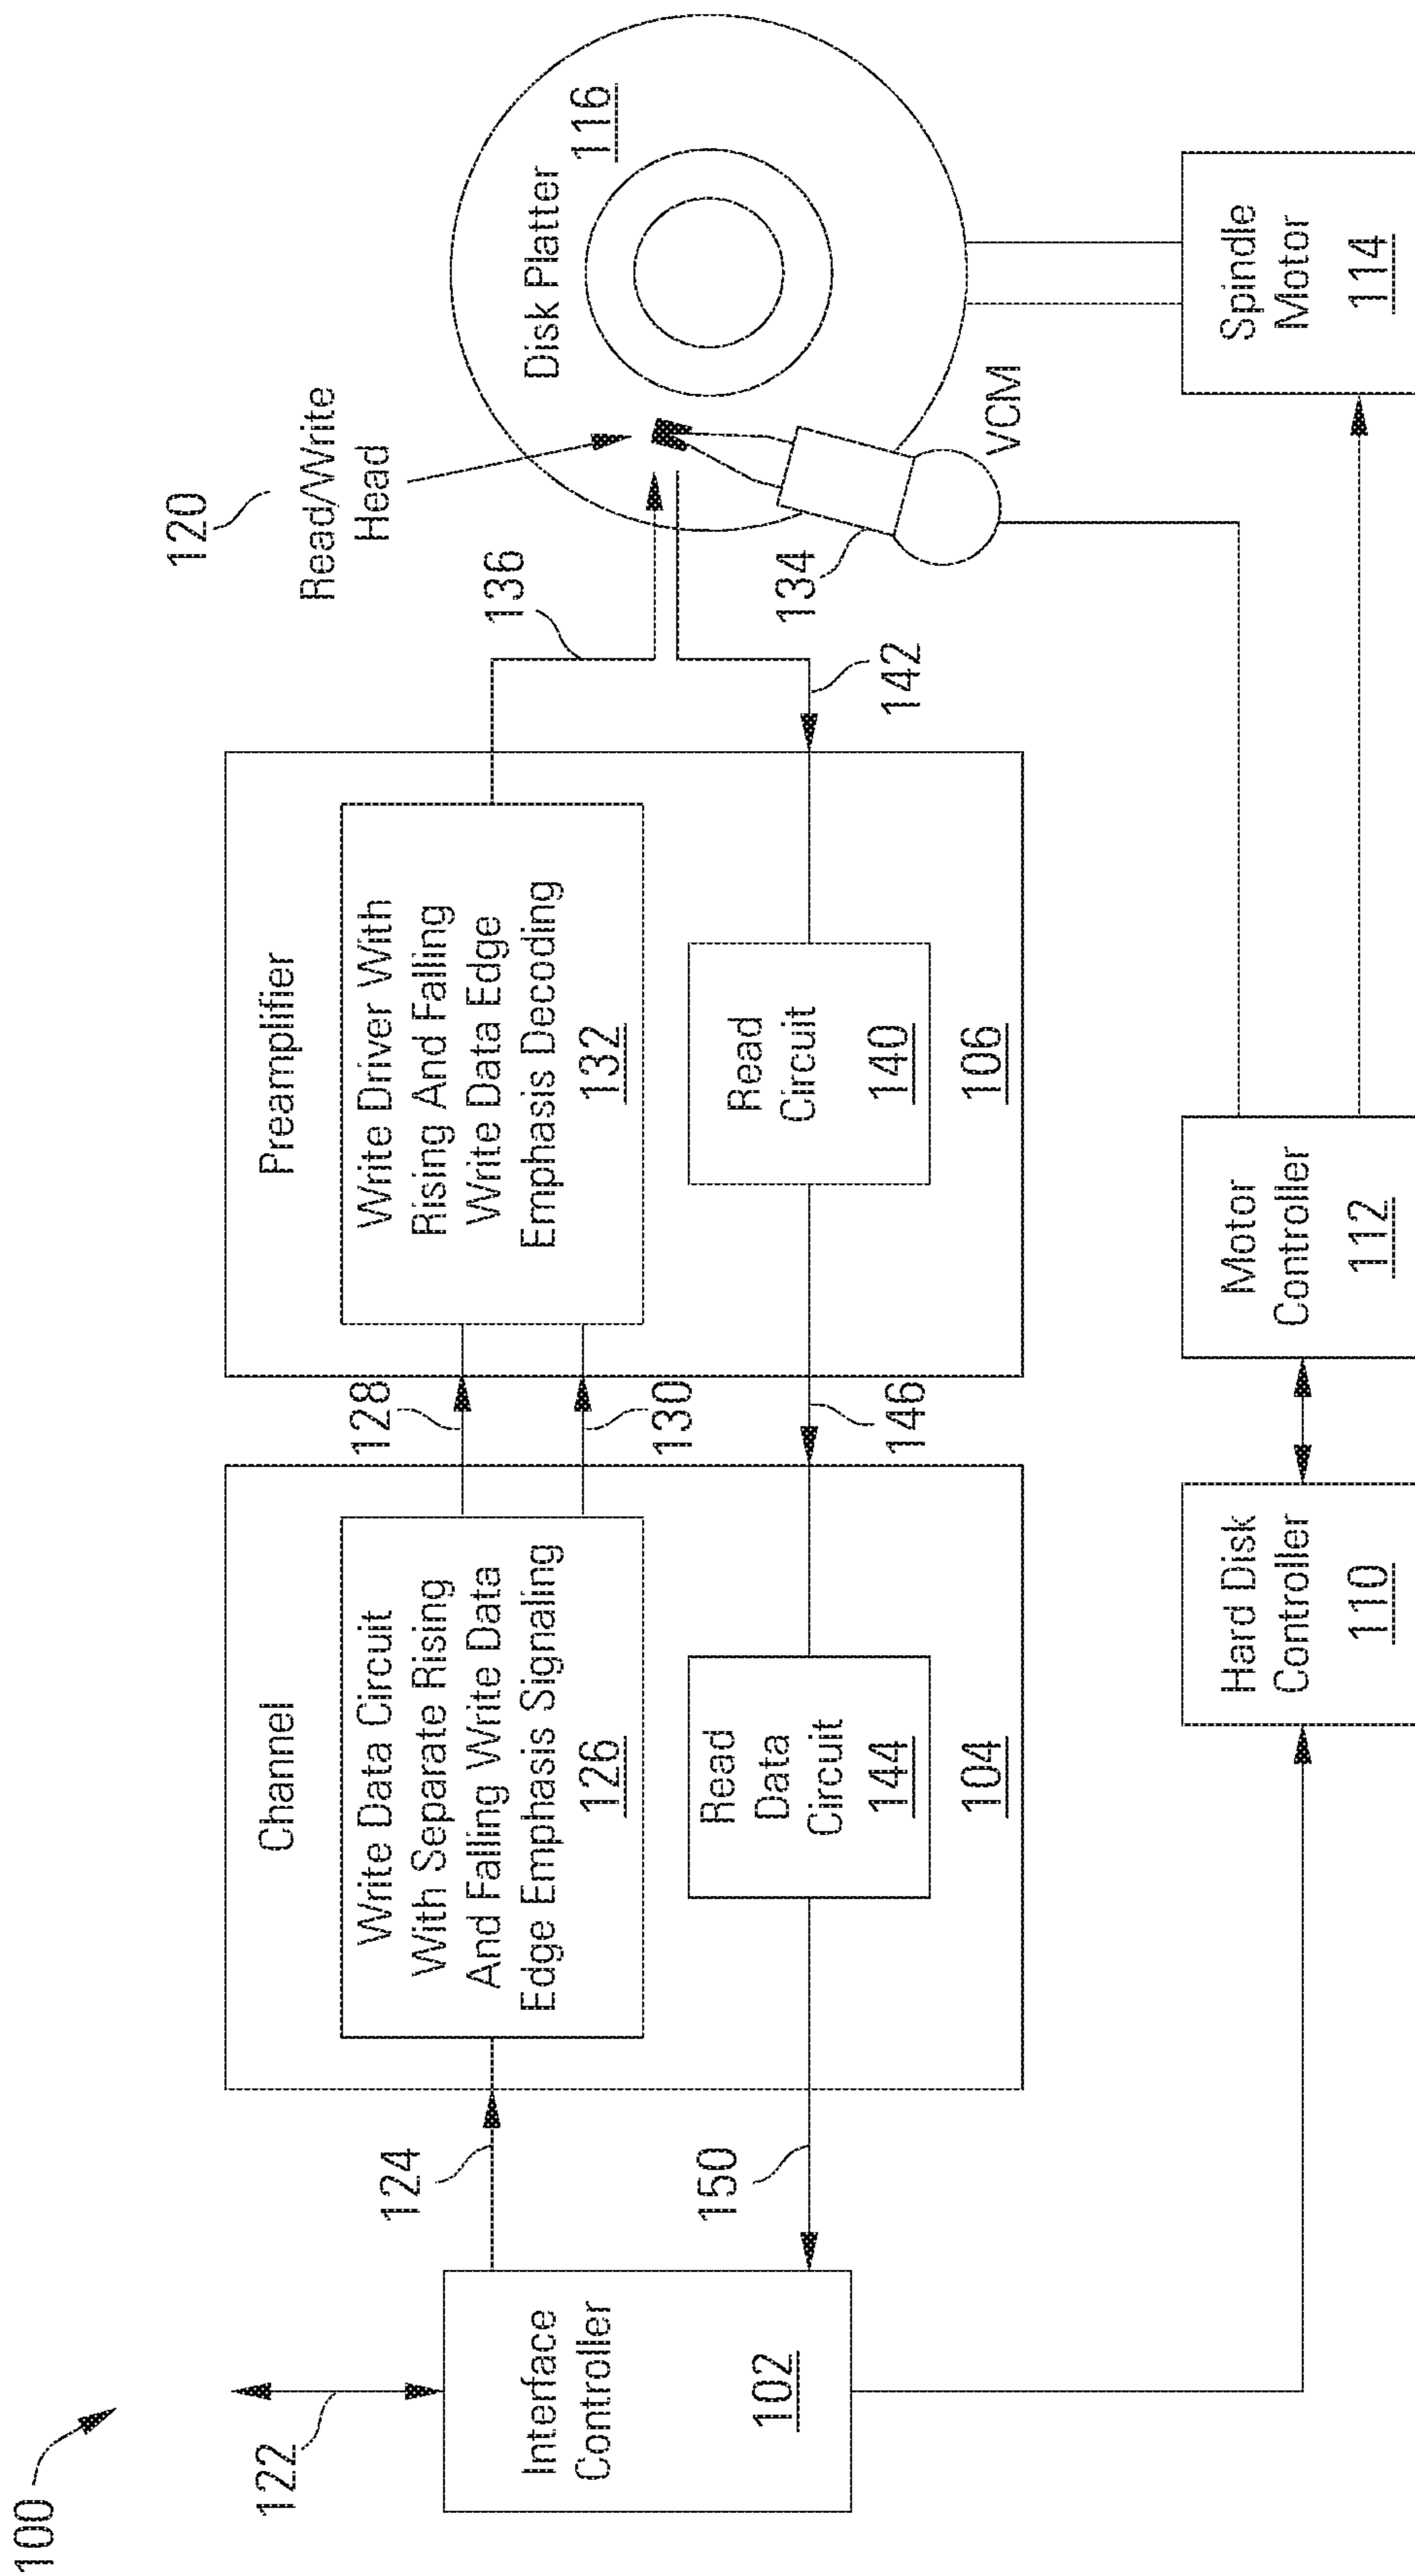 100
122
Interface
Controller
102
124
150
Channel
Write Data Circuit
With Separate Rising
And Falling Write Data
Edge Emphasis Signaling
126
Read
Data
Circuit
144
104
128
130
146
Preamplifier
Write Driver With
Rising And Falling
Write Data Edge
Emphasis Decoding
132
Read
Circuit
140
106
136
142
120
Read/Write
Head
Disk Platter
116
134
VCM
Hard Disk
Controller
110
Motor
Controller
112
Spindle
Motor
114